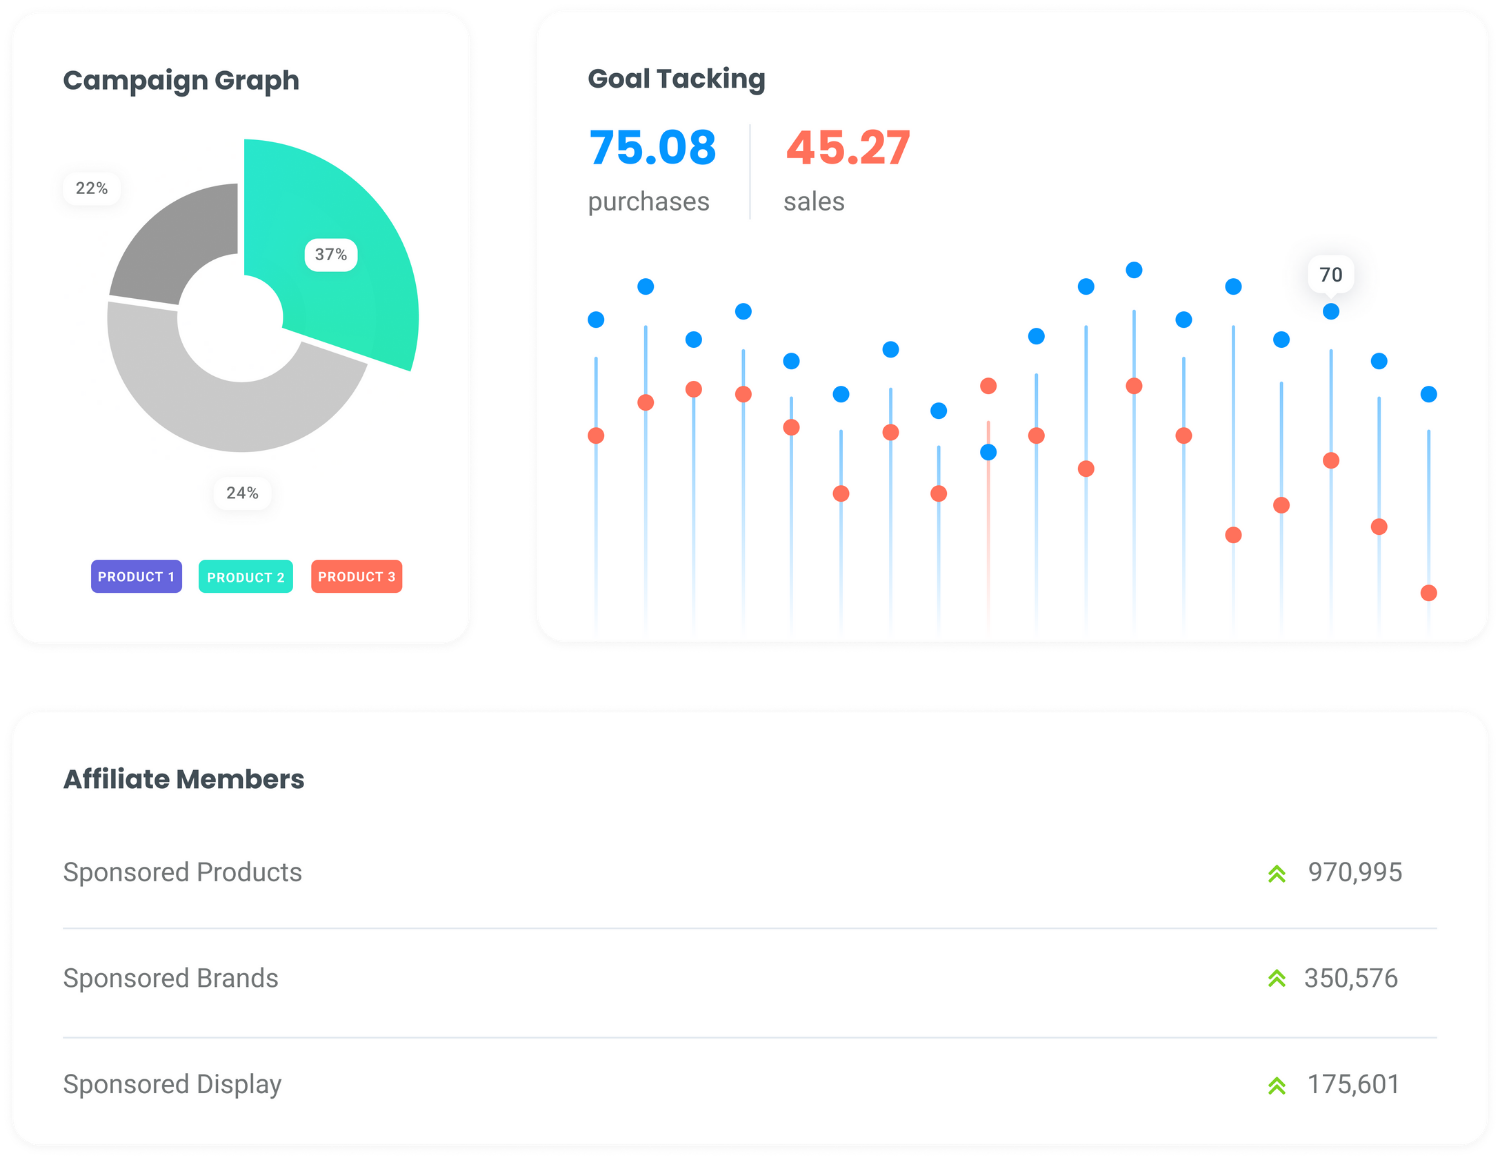 Campaign Graph
22%
37%
24%
PRODUCT 1
PRODUCT 2
PRODUCT 3
Goal Tacking
75.08
purchases
45.27
sales
70
Affiliate Members
Sponsored Products
970,995
Sponsored Brands
350,576
Sponsored Display
175,601